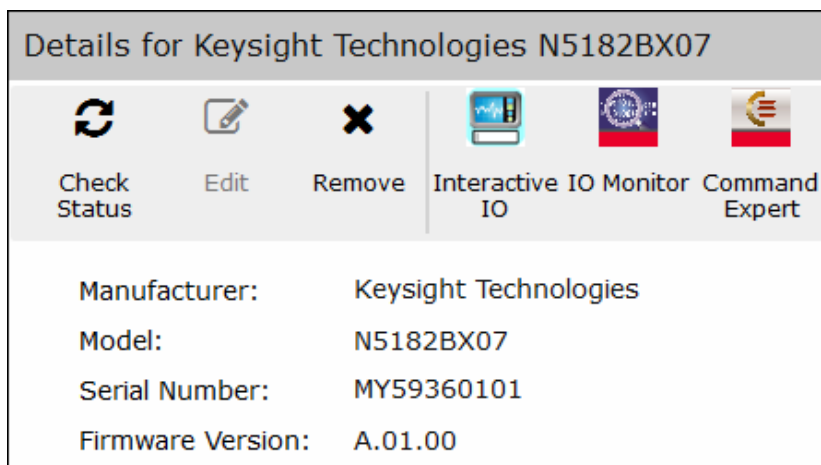 Details for Keysight Technologies N5182BX07
Check Status
Edit
Remove
Interactive IO
IO Monitor
Command Expert
Manufacturer: Keysight Technologies
Model: N5182BX07
Serial Number: MY59360101
Firmware Version: A.01.00